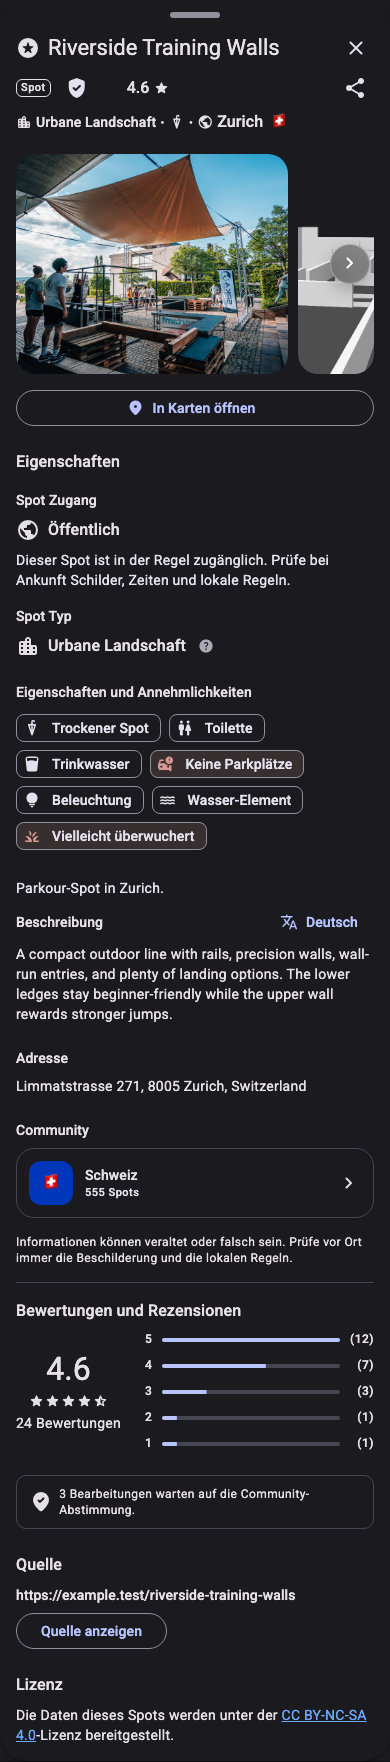 Riverside Training Walls
Spot 4.6
Urbane Landschaft · · Zurich
In Karten öffnen
Eigenschaften
Spot Zugang
Öffentlich
Dieser Spot ist in der Regel zugänglich. Prüfe bei
Ankunft Schilder, Zeiten und lokale Regeln.
Spot Typ
Urbane Landschaft ?
Eigenschaften und Annehmlichkeiten
Trockener Spot Toilette
Trinkwasser Keine Parkplätze
Beleuchtung Wasser-Element
Vielleicht überwuchert
Parkour-Spot in Zurich.
Beschreibung Deutsch
A compact outdoor line with rails, precision walls, wall-
run entries, and plenty of landing options. The lower
ledges stay beginner-friendly while the upper wall
rewards stronger jumps.
Adresse
Limmatstrasse 271, 8005 Zurich, Switzerland
Community
Schweiz
555 Spots
Informationen können veraltet oder falsch sein. Prüfe vor Ort
immer die Beschilderung und die lokalen Regeln.
Bewertungen und Rezensionen
4.6
24 Bewertungen
5 (12)
4 (7)
3 (3)
2 (1)
1 (1)
3 Bearbeitungen warten auf die Community-
Abstimmung.
Quelle
https://example.test/riverside-training-walls
Quelle anzeigen
Lizenz
Die Daten dieses Spots werden unter der CC BY-NC-SA
4.0-Lizenz bereitgestellt.